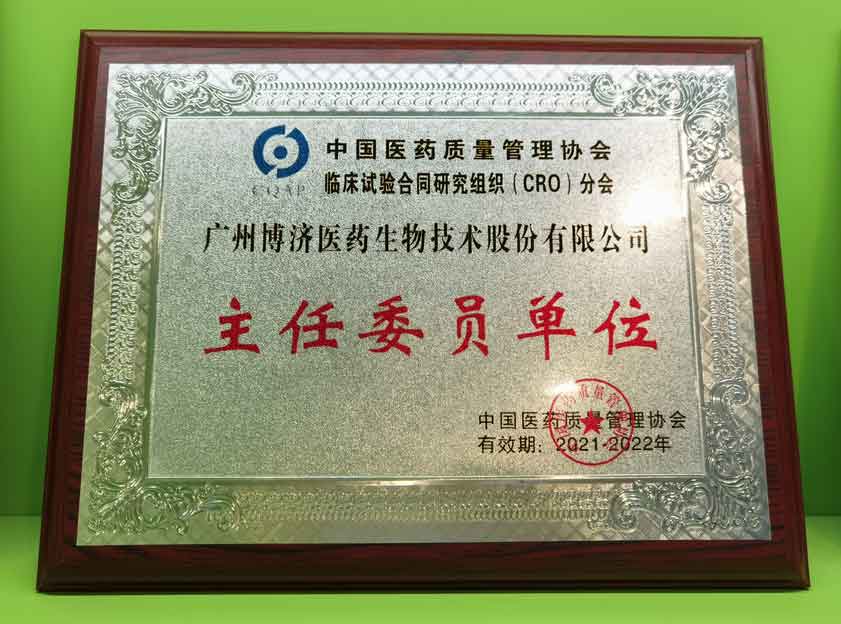 中国医药质量管理协会
CQAP
临床试验合同研究组织(CRO)分会
广州博济医药生物技术股份有限公司
主任委员单位
中国医药质量管理协会
有效期:2021-2022年